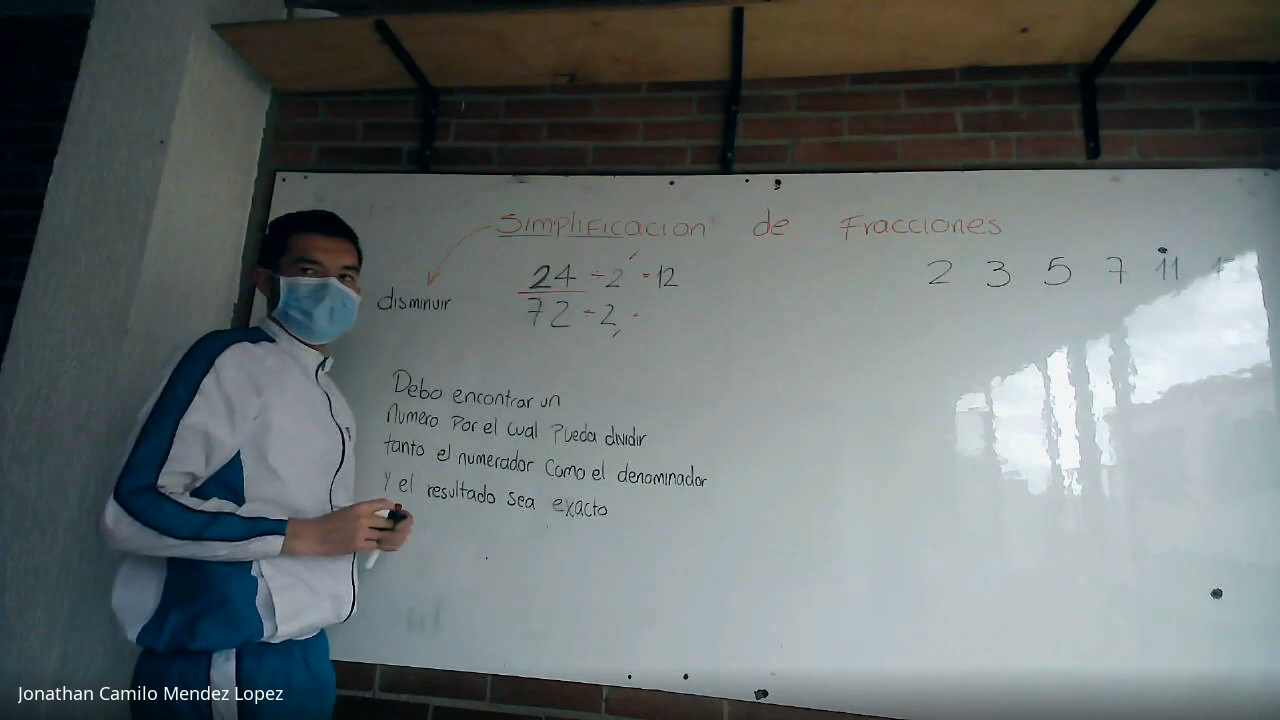 Simplificacion de Fracciones
24 ÷ 2 = 12
72 ÷ 2
2 3 5 7 11
disminuir
Debo encontrar un
Numero Por el cual Pueda dividir
tanto el numerador Como el denominador
Y el resultado sea exacto
Jonathan Camilo Mendez Lopez